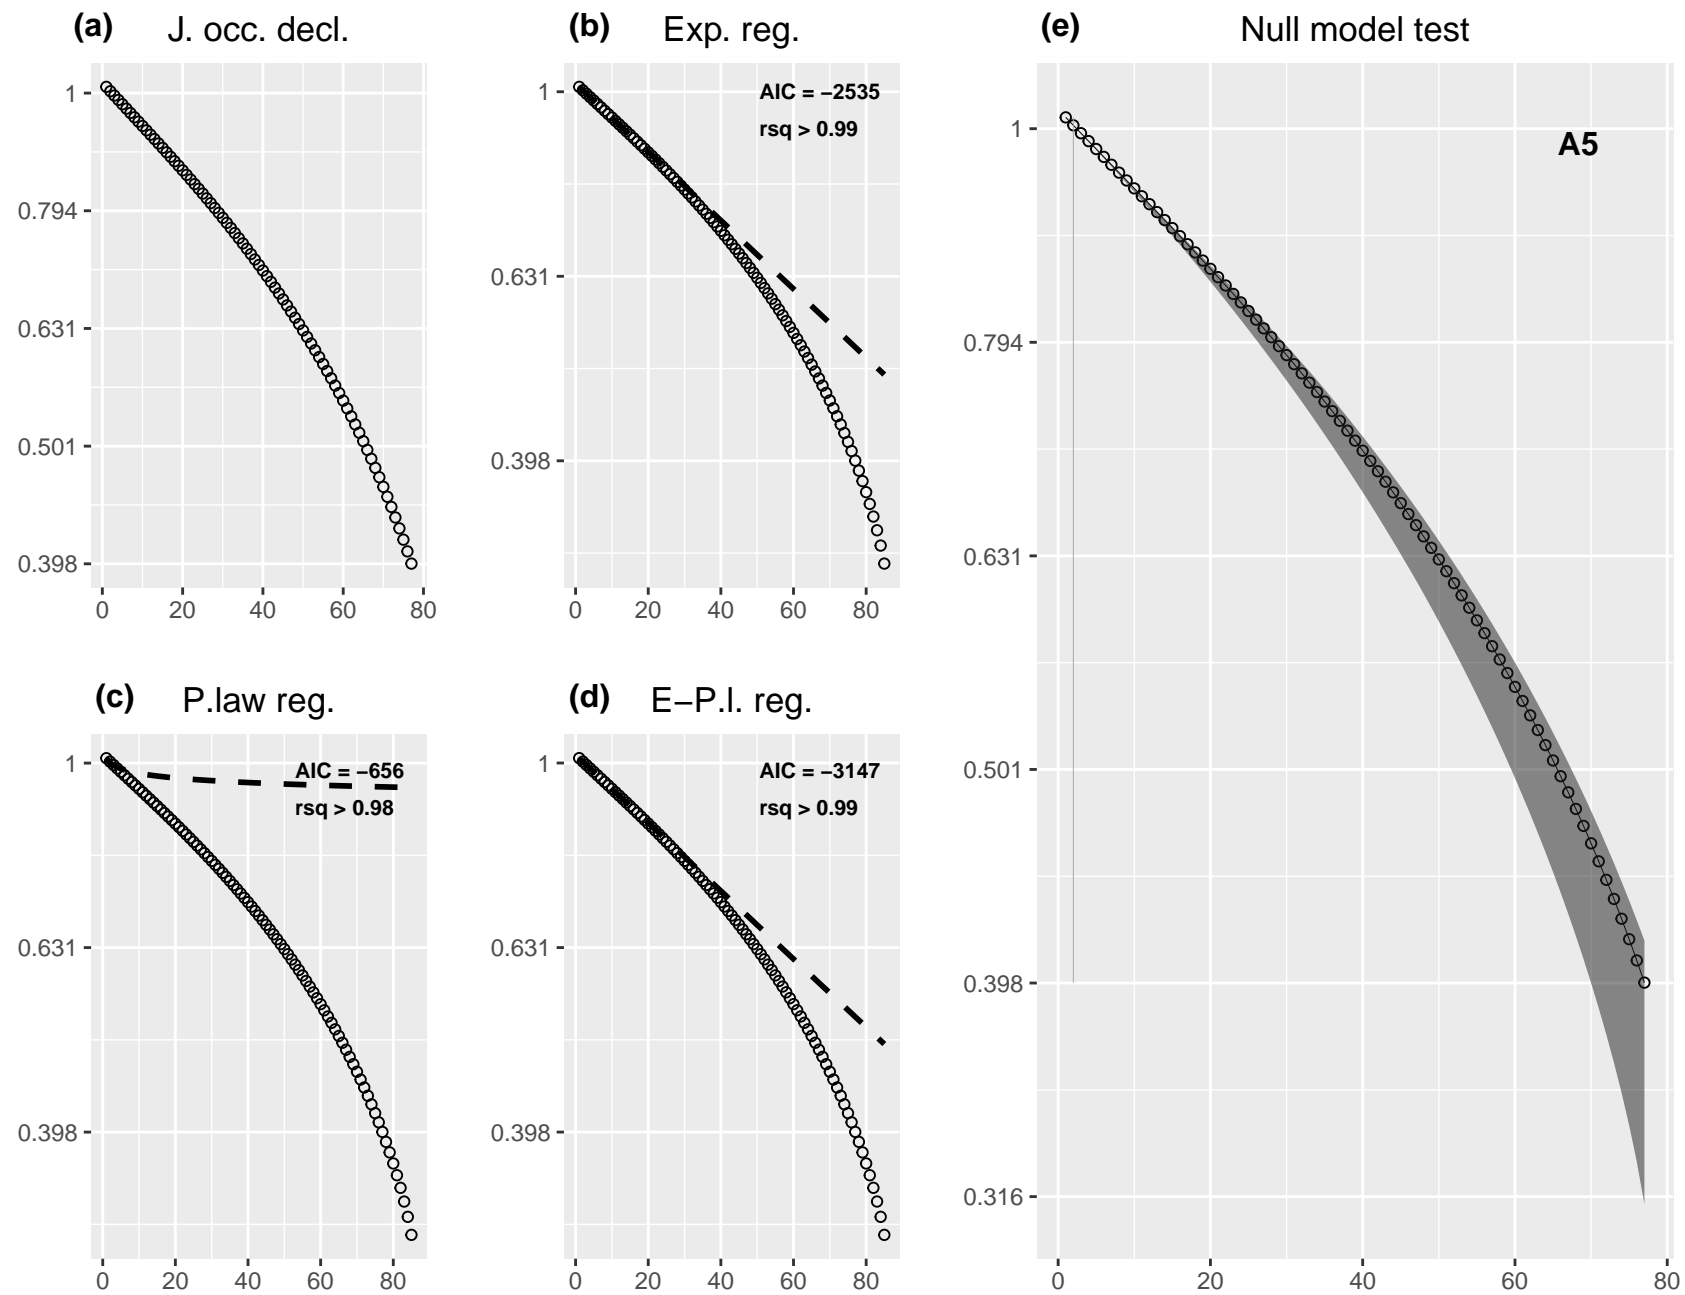 (a) J. occ. decl.
1
0.794
0.631
0.501
0.398
0 20 40 60 80
(b) Exp. reg.
AIC = −2535
rsq > 0.99
1
0.631
0.398
0 20 40 60 80
(c) P.law reg.
AIC = −656
rsq > 0.98
1
0.631
0.398
0 20 40 60 80
(d) E−P.l. reg.
AIC = −3147
rsq > 0.99
1
0.631
0.398
0 20 40 60 80
(e) Null model test
A5
1
0.794
0.631
0.501
0.398
0.316
0 20 40 60 80